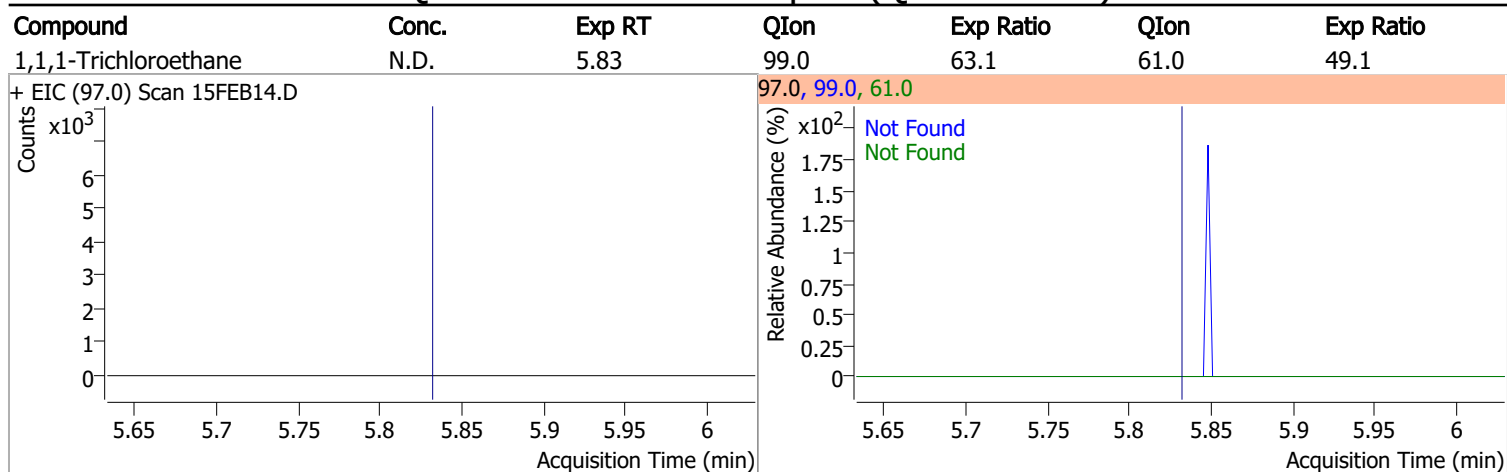 Compound Conc. Exp RT QIon Exp Ratio QIon Exp Ratio
1,1,1-Trichloroethane N.D. 5.83 99.0 63.1 61.0 49.1
+ EIC (97.0) Scan 15FEB14.D
Counts
x10³
6
5
4
3
2
1
0
5.65 5.7 5.75 5.8 5.85 5.9 5.95 6
Acquisition Time (min)
97.0, 99.0, 61.0
Relative Abundance (%)
x10²
Not Found
Not Found
1.75
1.5
1.25
1
0.75
0.5
0.25
0
5.65 5.7 5.75 5.8 5.85 5.9 5.95 6
Acquisition Time (min)